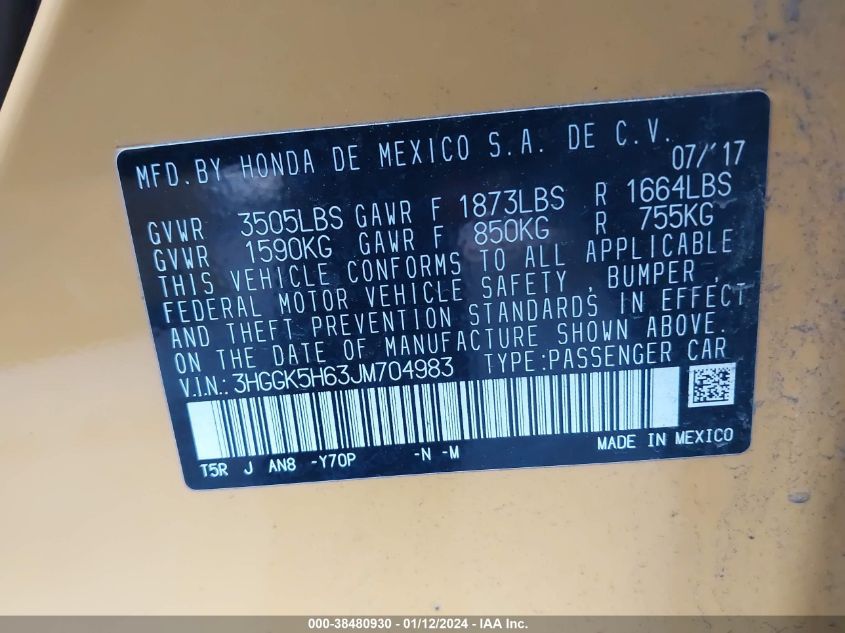 MFD.BY HONDA DE MEXICO S.A. DE C.V.
07/'17
GVWR 3505LBS GAWR F 1873LBS R 1664LBS
GVWR 1590KG GAWR F 850KG R 755KG
THIS VEHICLE CONFORMS TO ALL APPLICABLE
FEDERAL MOTOR VEHICLE SAFETY , BUMPER ,
AND THEFT PREVENTION STANDARDS IN EFFECT
ON THE DATE OF MANUFACTURE SHOWN ABOVE.
V.I.N.: 3HGGK5H63JM704983 TYPE:PASSENGER CAR
T5R J AN8 -Y70P -N -M MADE IN MEXICO
000-38480930 - 01/12/2024 - IAA Inc.